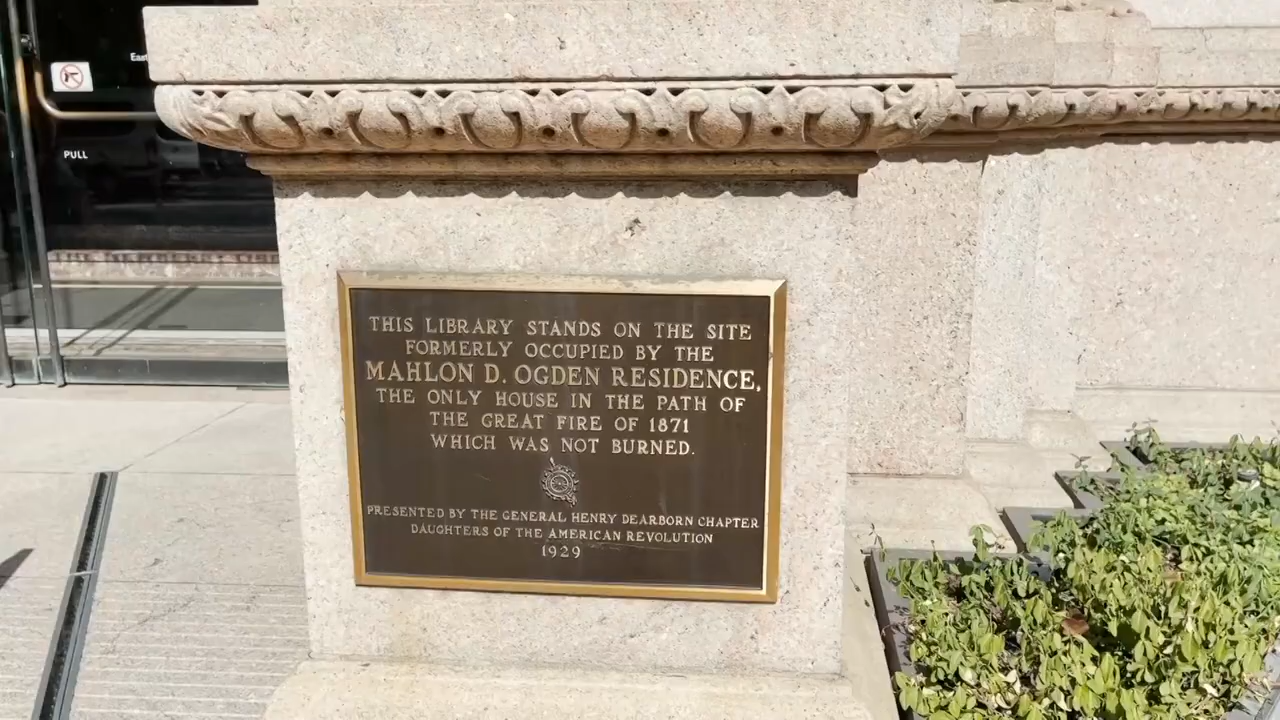 East
PULL
THIS LIBRARY STANDS ON THE SITE
FORMERLY OCCUPIED BY THE
MAHLON D. OGDEN RESIDENCE,
THE ONLY HOUSE IN THE PATH OF
THE GREAT FIRE OF 1871
WHICH WAS NOT BURNED.
PRESENTED BY THE GENERAL HENRY DEARBORN CHAPTER
DAUGHTERS OF THE AMERICAN REVOLUTION
1929